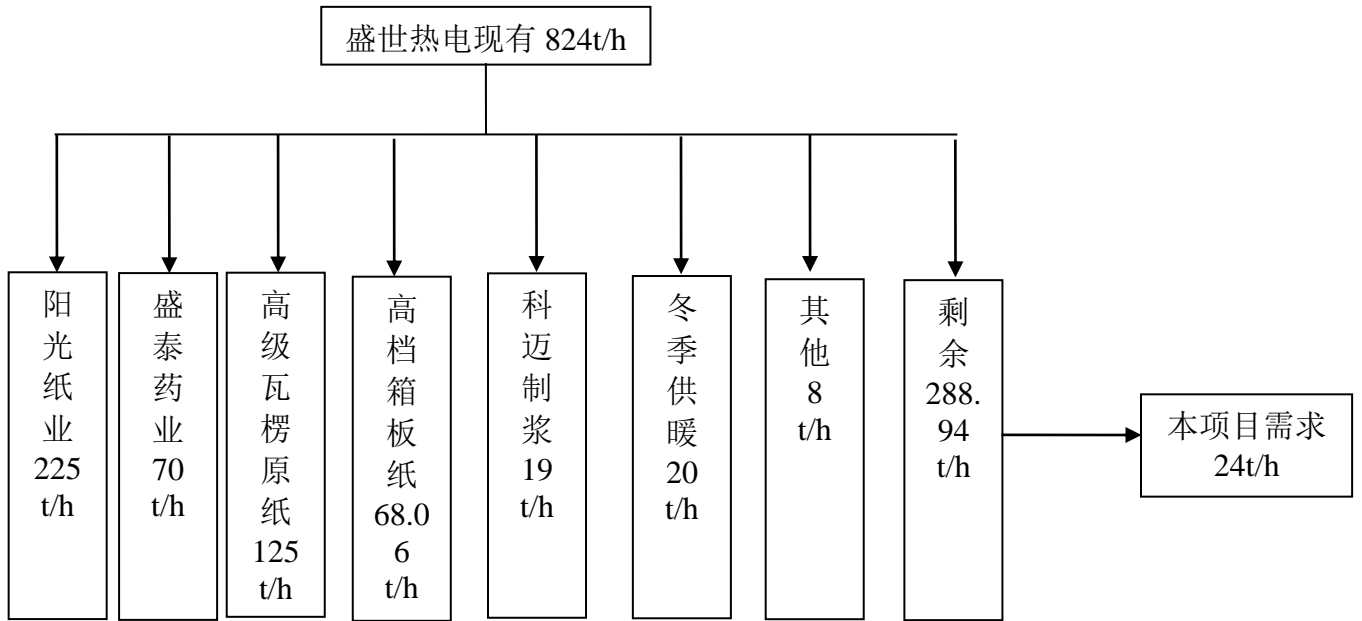 盛世热电现有 824t/h
阳
光
纸
业
225
t/h
盛
泰
药
业
70
t/h
高
级
瓦
楞
原
纸
125
t/h
高
档
箱
板
纸
68.0
6
t/h
科
迈
制
浆
19
t/h
冬
季
供
暖
20
t/h
其
他
8
t/h
剩
余
288.
94
t/h
本项目需求
24t/h